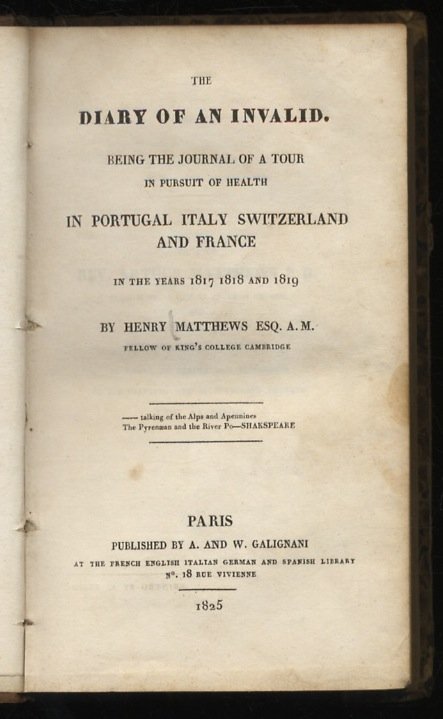 THE
DIARY OF AN INVALID.
BEING THE JOURNAL OF A TOUR
IN PURSUIT OF HEALTH
IN PORTUGAL ITALY SWITZERLAND
AND FRANCE
IN THE YEARS 1817 1818 AND 1819
BY HENRY MATTHEWS ESQ. A.M.
FELLOW OF KING'S COLLEGE CAMBRIDGE
—— talking of the Alps and Apennines
The Pyrenæan and the River Po—SHAKSPEARE
PARIS
PUBLISHED BY A. AND W. GALIGNANI
AT THE FRENCH ENGLISH ITALIAN GERMAN AND SPANISH LIBRARY
Nº. 18 RUE VIVIENNE
1825